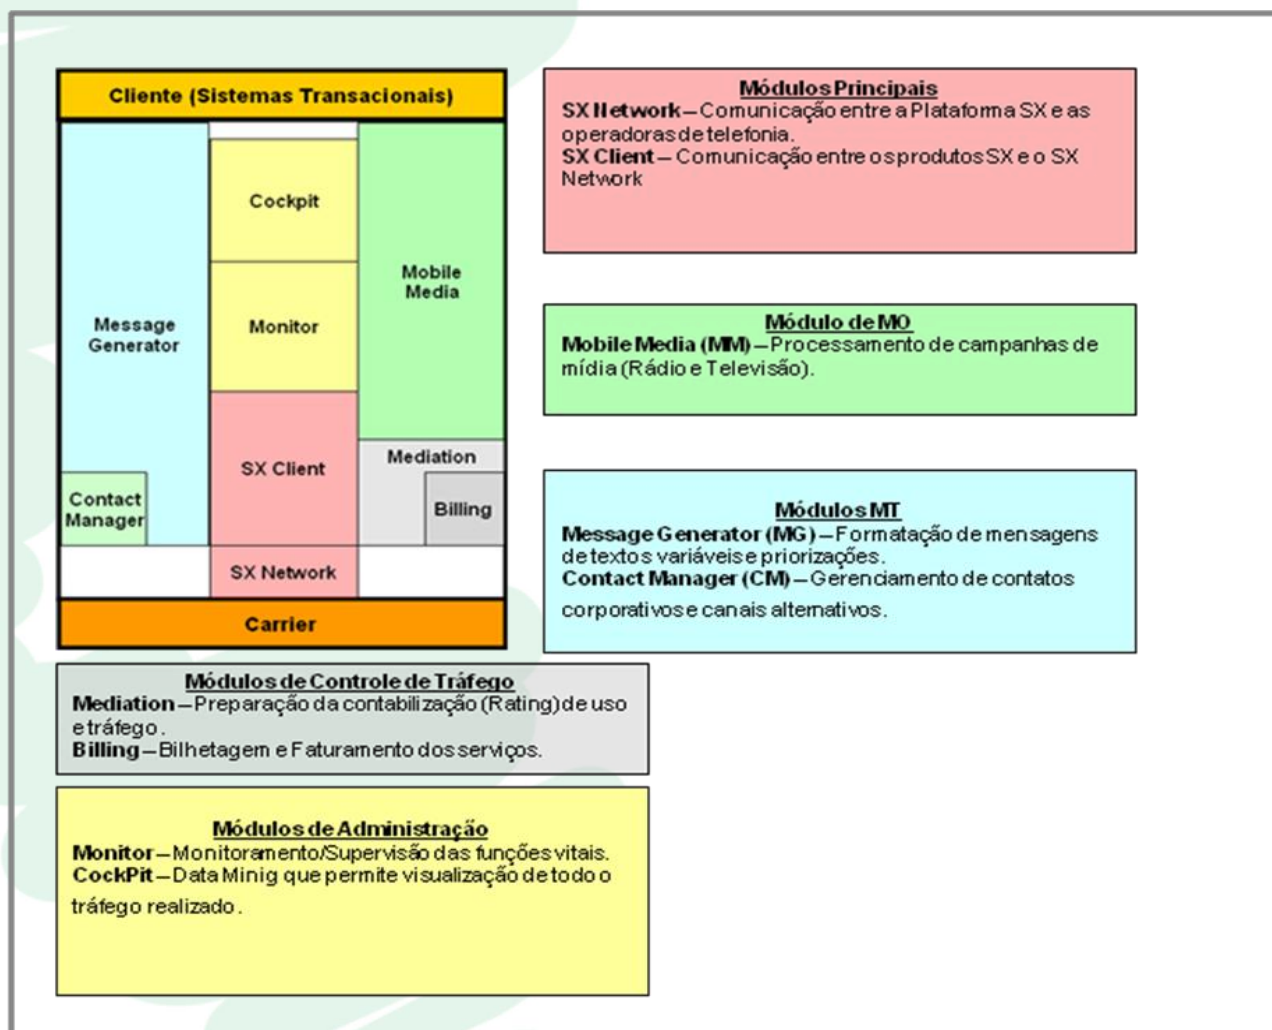 Cliente (Sistemas Transacionais)
Message
Generator
Contact
Manager
Cockpit
Monitor
SX Client
SX Network
Mobile
Media
Mediation
Billing
Carrier
Módulos Principais
SX Network – Comunicação entre a Plataforma SX e as
operadoras de telefonia.
SX Client – Comunicação entre os produtos SX e o SX
Network
Módulo de MO
Mobile Media (MM) – Processamento de campanhas de
mídia (Rádio e Televisão).
Módulos MT
Message Generator (MG) – Formatação de mensagens
de textos variáveis e priorizações.
Contact Manager (CM) – Gerenciamento de contatos
corporativos e canais alternativos.
Módulos de Controle de Tráfego
Mediation – Preparação da contabilização (Rating) de uso
e tráfego.
Billing – Bilhetagem e Faturamento dos serviços.
Módulos de Administração
Monitor – Monitoramento/Supervisão das funções vitais.
CockPit – Data Minig que permite visualização de todo o
tráfego realizado.